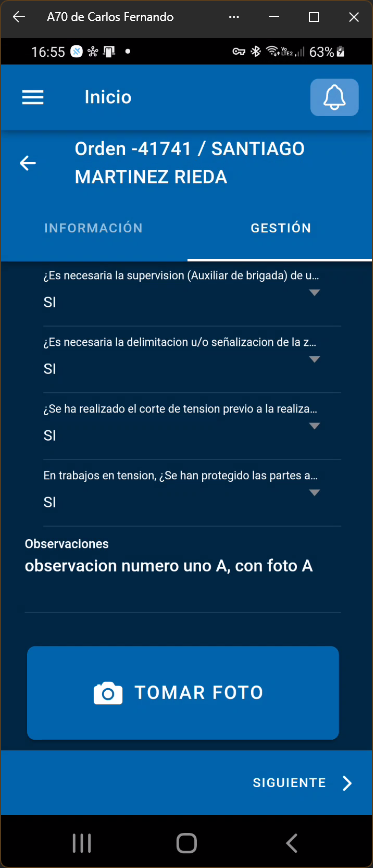 A70 de Carlos Fernando
16:55
63%
Inicio
Orden -41741 / SANTIAGO
MARTINEZ RIEDA
INFORMACIÓN
GESTIÓN
¿Es necesaria la supervision (Auxiliar de brigada) de u...
SI
¿Es necesaria la delimitacion u/o señalizacion de la z...
SI
¿Se ha realizado el corte de tension previo a la realiza...
SI
En trabajos en tension, ¿Se han protegido las partes a...
SI
Observaciones
observacion numero uno A, con foto A
TOMAR FOTO
SIGUIENTE